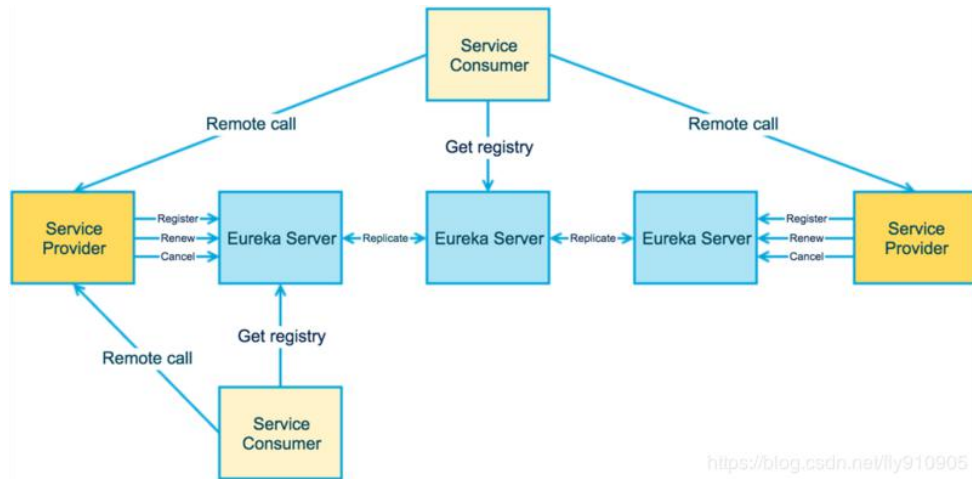 Service
Consumer
Remote call
Remote call
Get registry
Service
Provider
Register
Renew
Cancel
Eureka Server
Replicate
Eureka Server
Replicate
Eureka Server
Register
Renew
Cancel
Service
Provider
Get registry
Remote call
Service
Consumer
https://blog.csdn.net/fly910905